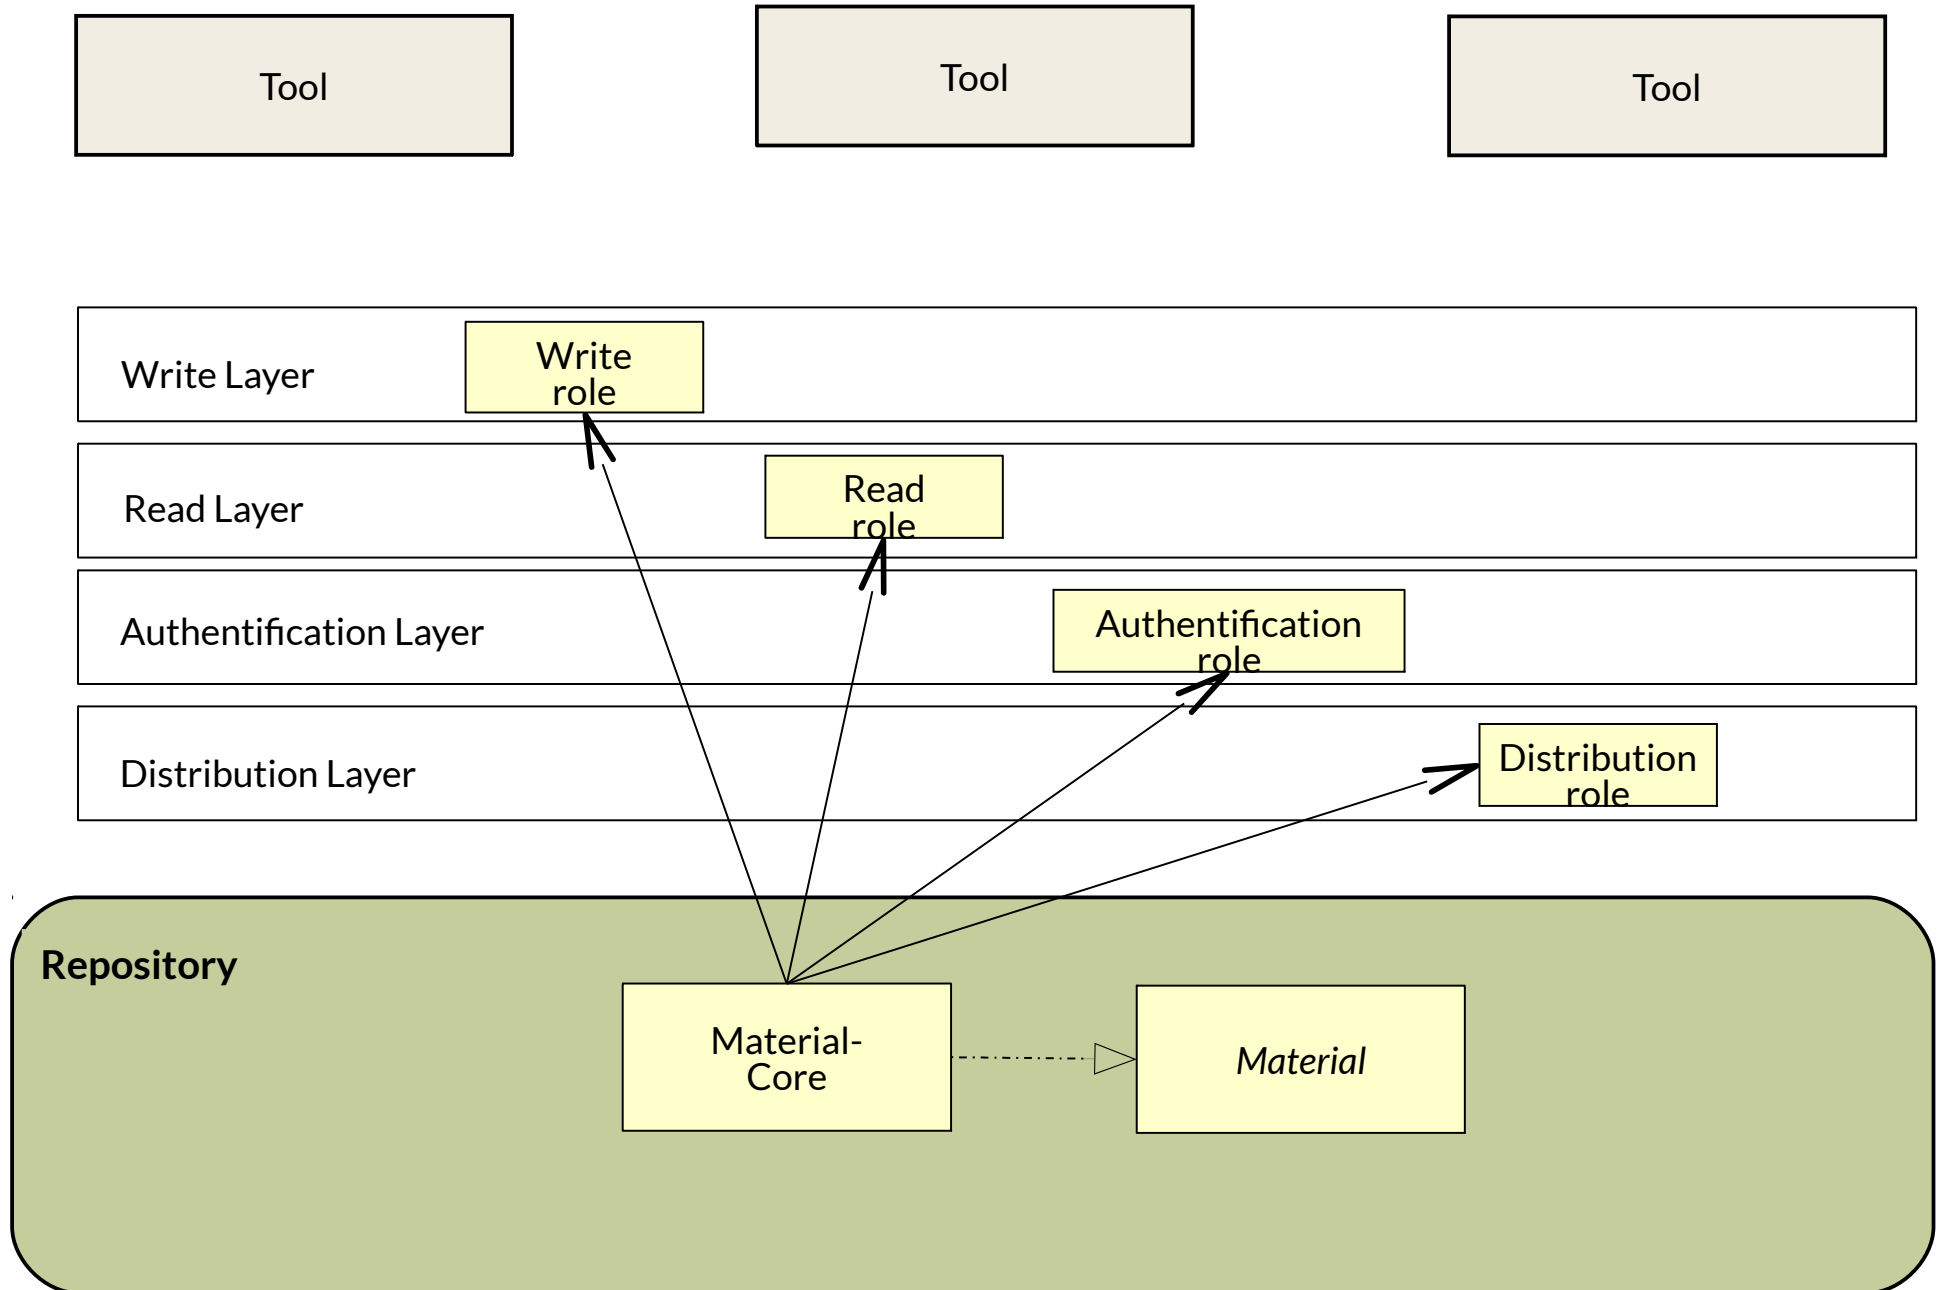 Tool
Tool
Tool
Write Layer
Write
role
Read Layer
Read
role
Authentification Layer
Authentification
role
Distribution Layer
Distribution
role
Repository
Material-
Core
Material